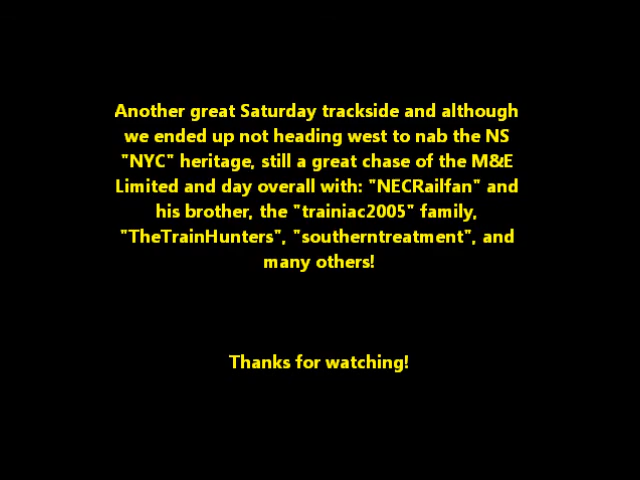 Another great Saturday trackside and although
we ended up not heading west to nab the NS
"NYC" heritage, still a great chase of the M&E
Limited and day overall with: "NECRailfan" and
his brother, the "trainiac2005" family,
"TheTrainHunters", "southerntreatment", and
many others!
Thanks for watching!